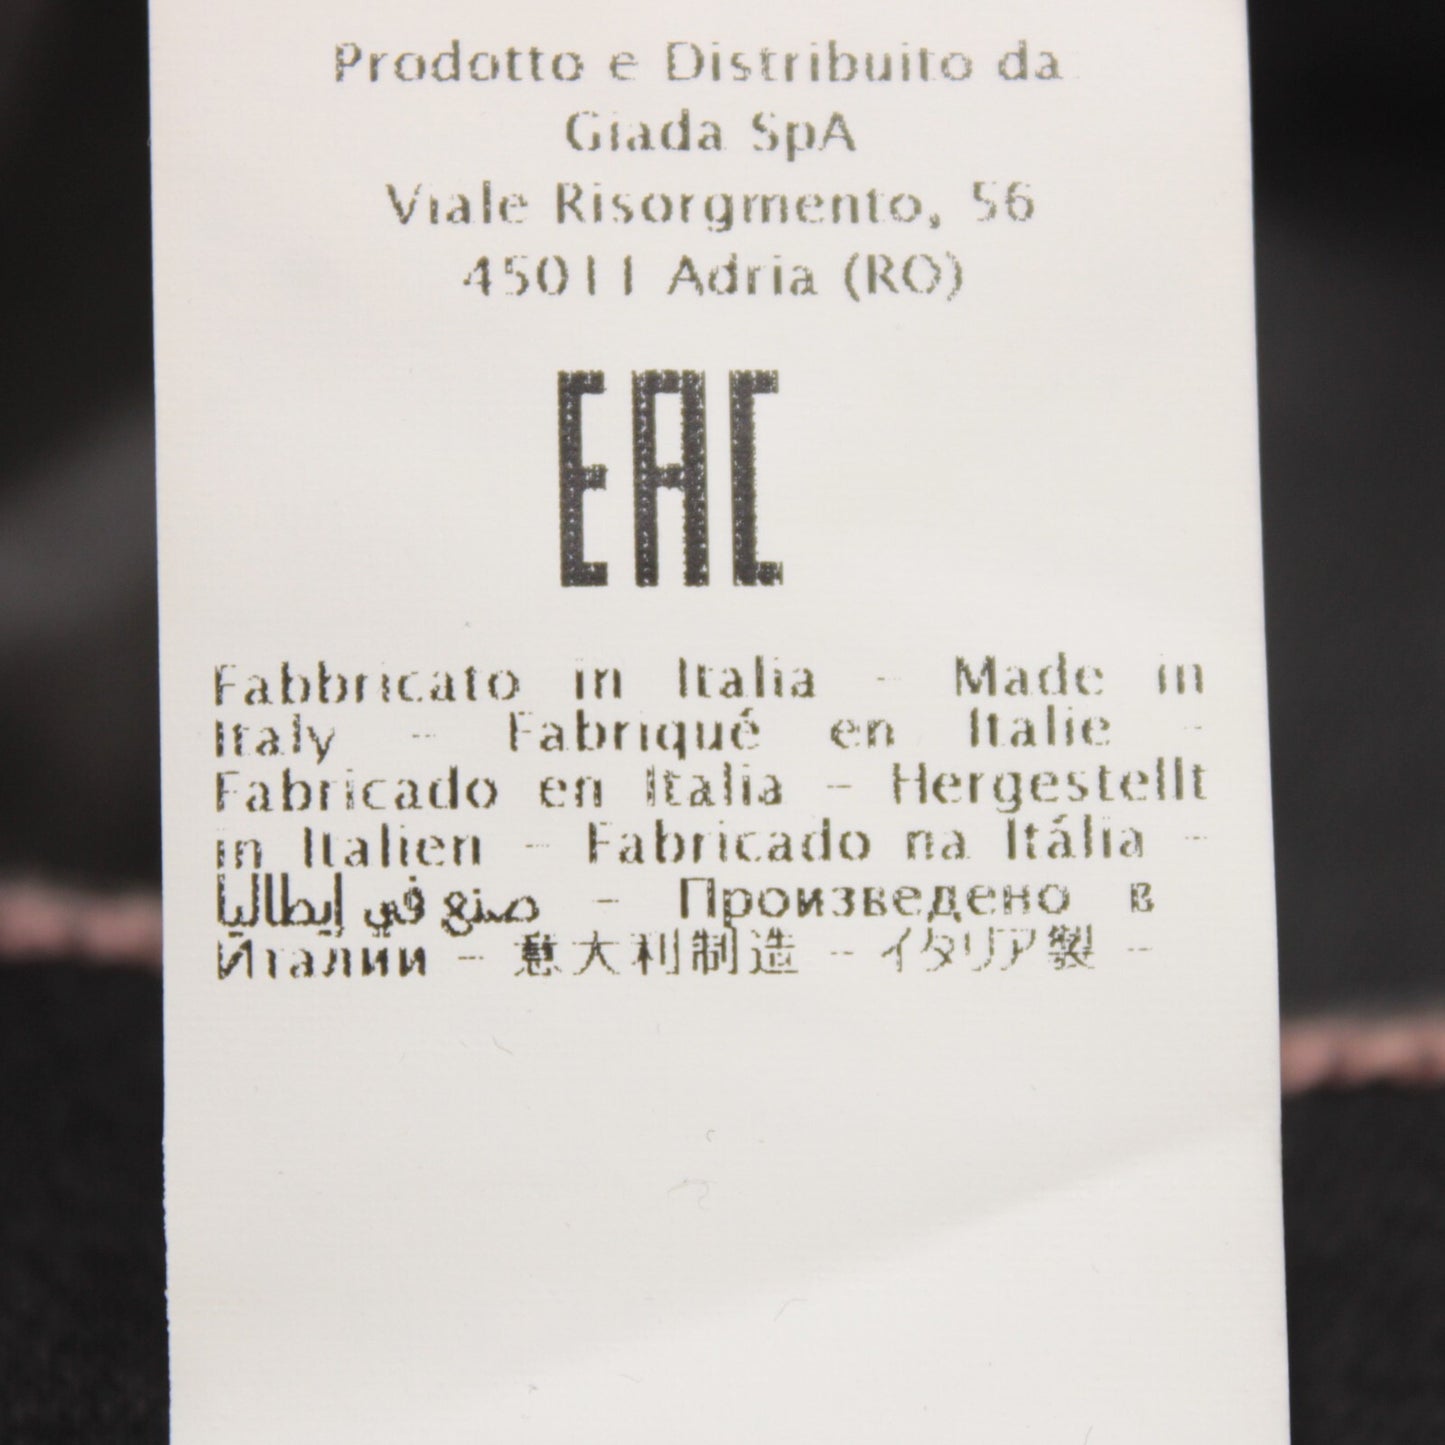 Prodotto e Distribuito da
Giada SpA
Viale Risorgmento, 56
45011 Adria (RO)
EAC
Fabbricato in Italia - Made in
Italy - Fabriqué en Italie -
Fabricado en Italia - Hergestellt
in Italien - Fabricado na Itália -
صنع في إيطاليا - Произведено в
Италии - 意大利制造 - イタリア製 -